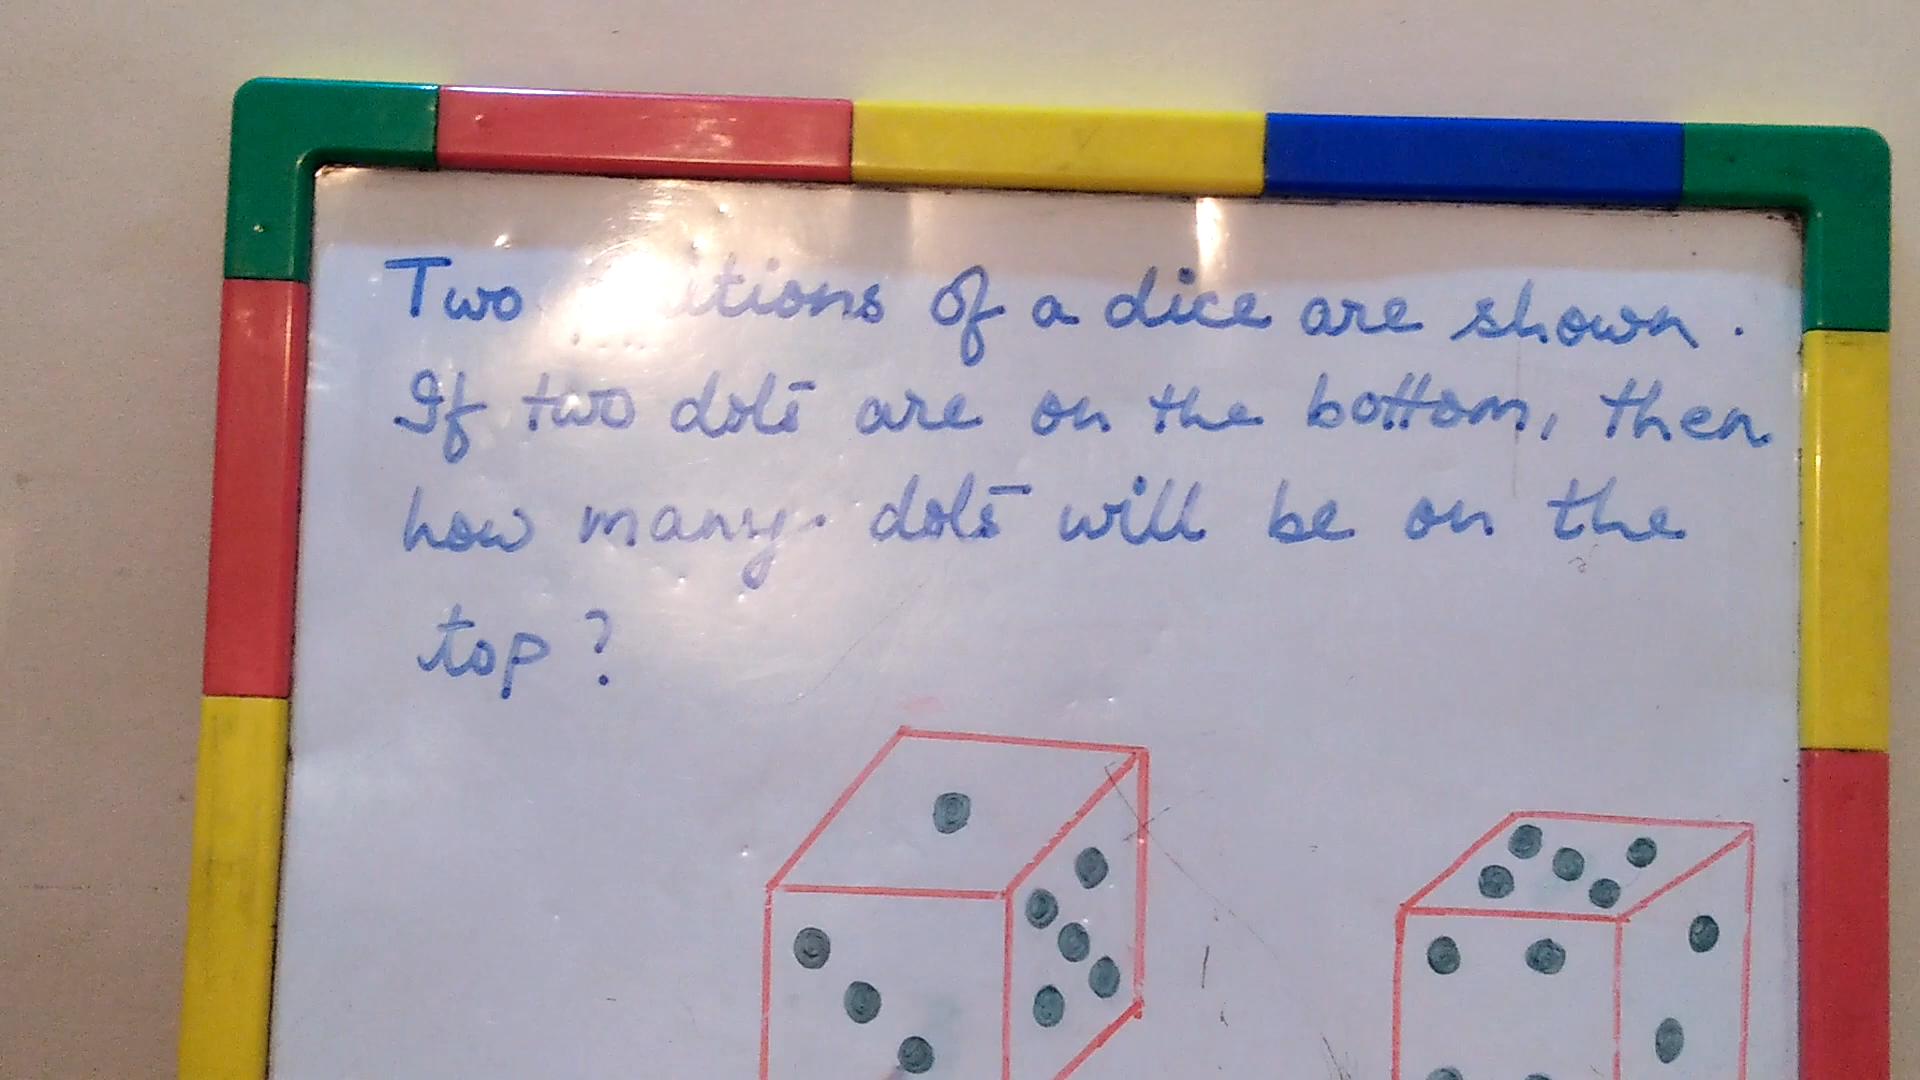 Two of a dice are shown.
If two dots are on the bottom, then
how many dots will be on the
top?